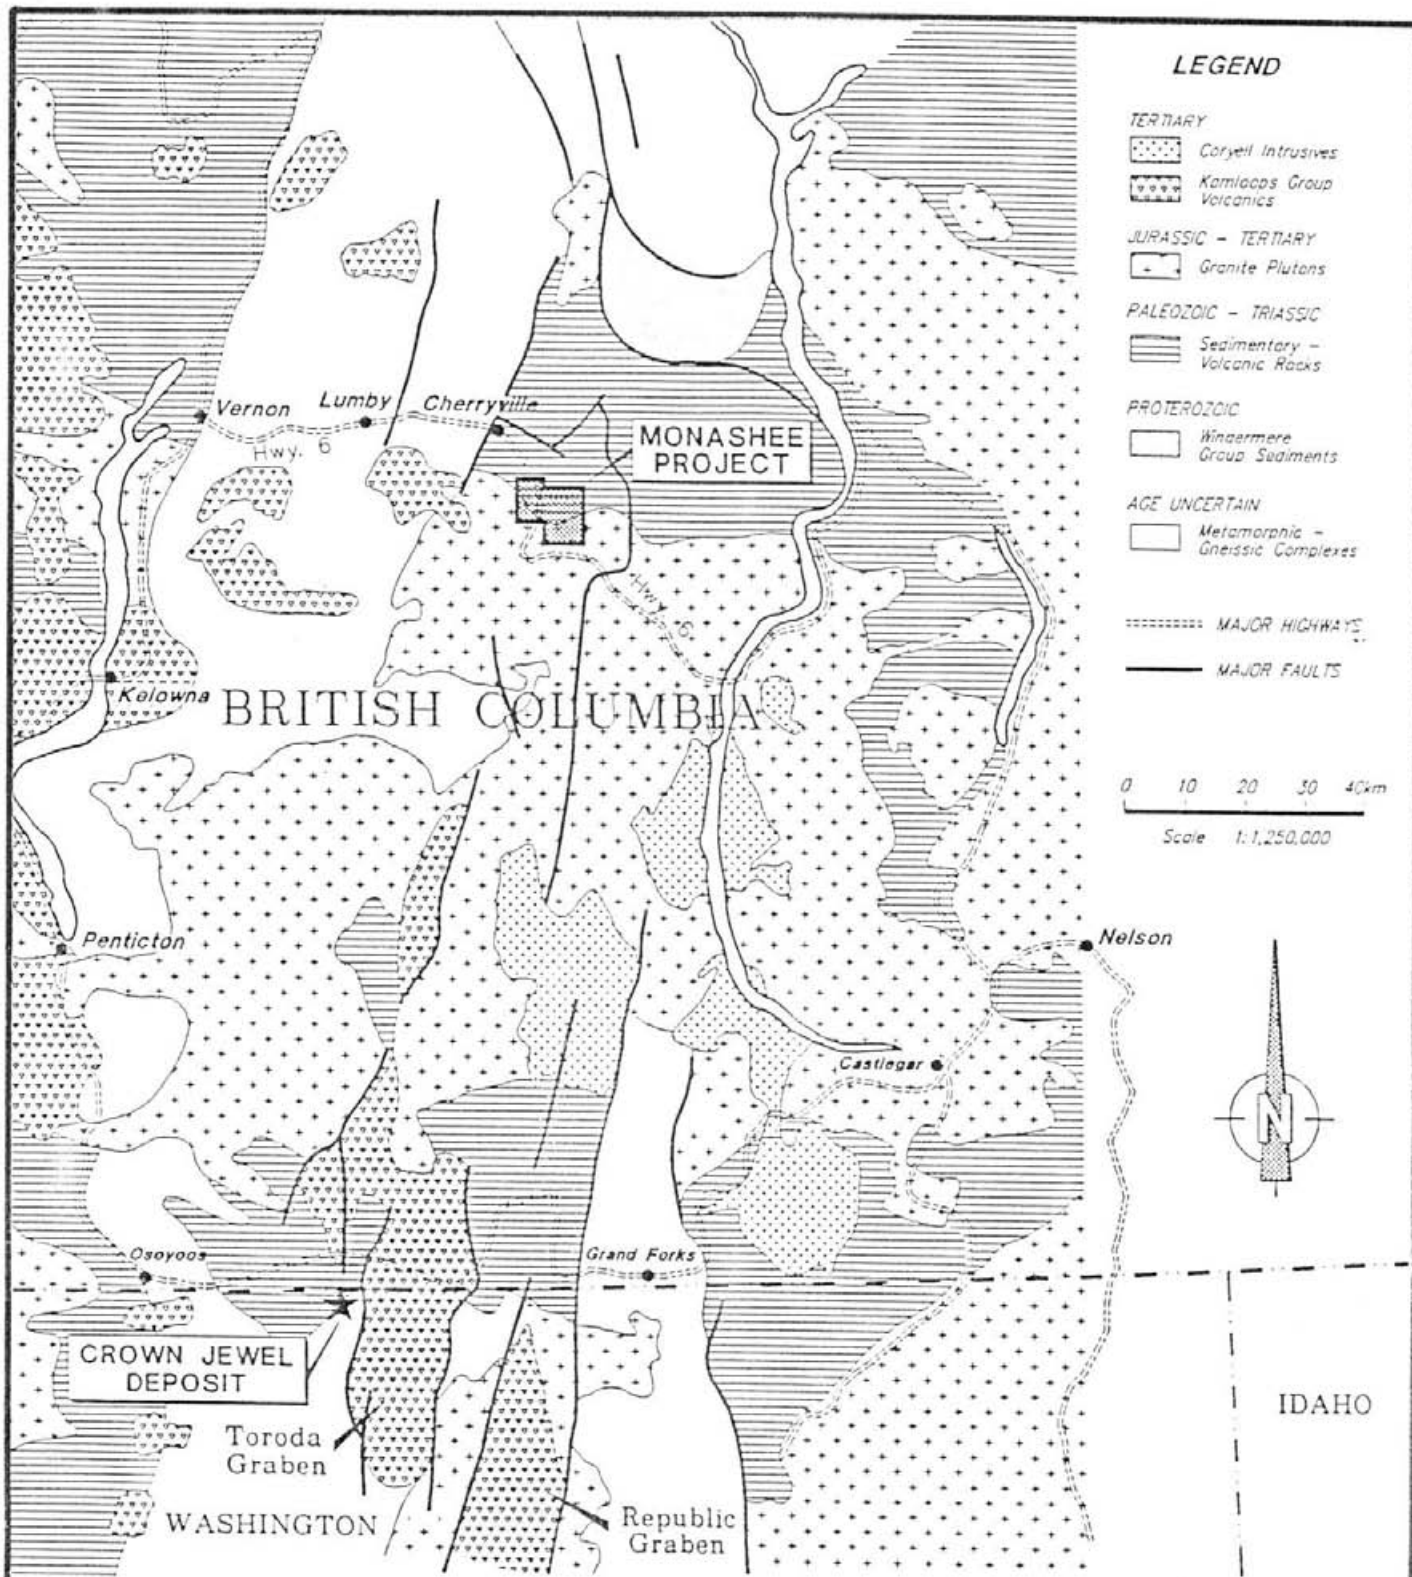 LEGEND
TERTIARY
Coryell Intrusives
Kamloops Group
Volcanics
JURASSIC – TERTIARY
Granite Plutons
PALEOZOIC – TRIASSIC
Sedimentary –
Volcanic Rocks
PROTEROZOIC
Windermere
Group Sediments
AGE UNCERTAIN
Metamorphic –
Gneissic Complexes
MAJOR HIGHWAYS
MAJOR FAULTS
0 10 20 30 40km
Scale 1:1,250,000
N
Vernon
Lumby
Cherryville
Hwy. 6
MONASHEE
PROJECT
Hwy. 6
Kelowna
BRITISH COLUMBIA
Penticton
Nelson
Castlegar
Osoyoos
Grand Forks
CROWN JEWEL
DEPOSIT
Toroda
Graben
IDAHO
WASHINGTON
Republic
Graben